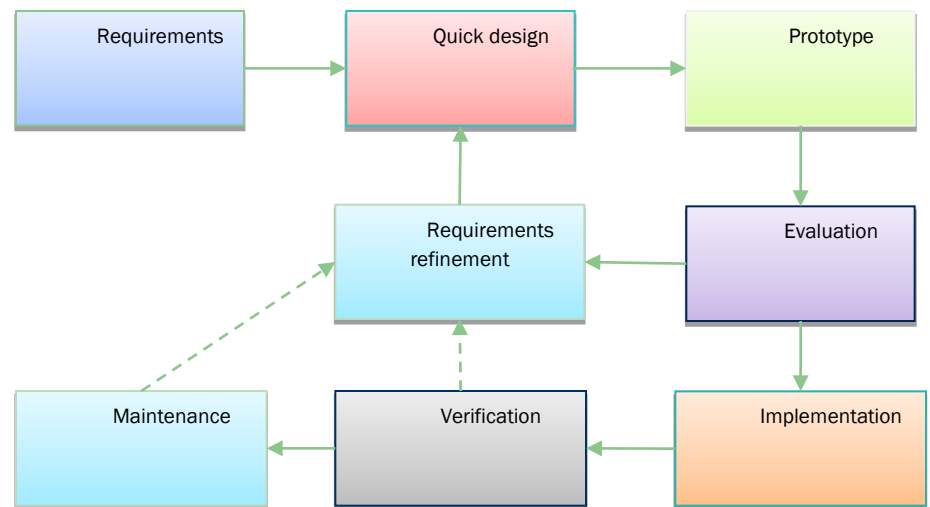 Requirements
Quick design
Prototype
Requirements
refinement
Evaluation
Maintenance
Verification
Implementation